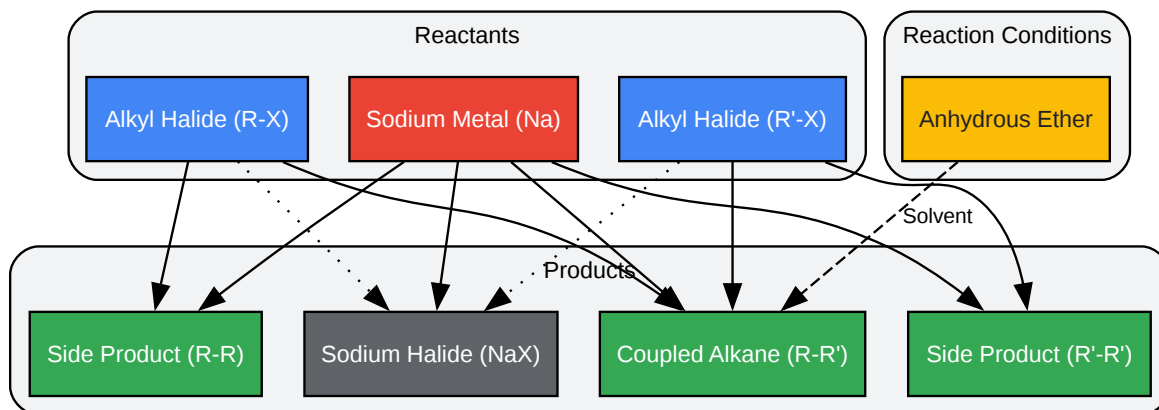 Reactants
Reaction Conditions
Alkyl Halide (R-X)
Sodium Metal (Na)
Alkyl Halide (R'-X)
Anhydrous Ether
Solvent
Products
Side Product (R-R)
Sodium Halide (NaX)
Coupled Alkane (R-R')
Side Product (R'-R')